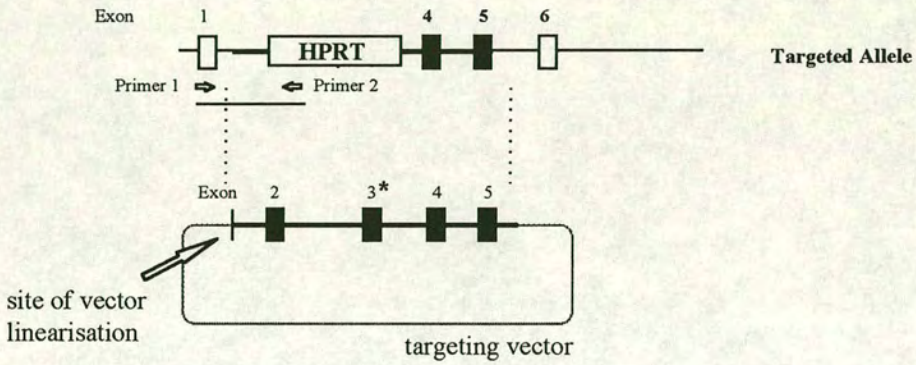 Exon 1 4 5 6
HPRT
Targeted Allele
Primer 1 Primer 2
Exon 2 3* 4 5
site of vector
linearisation
targeting vector